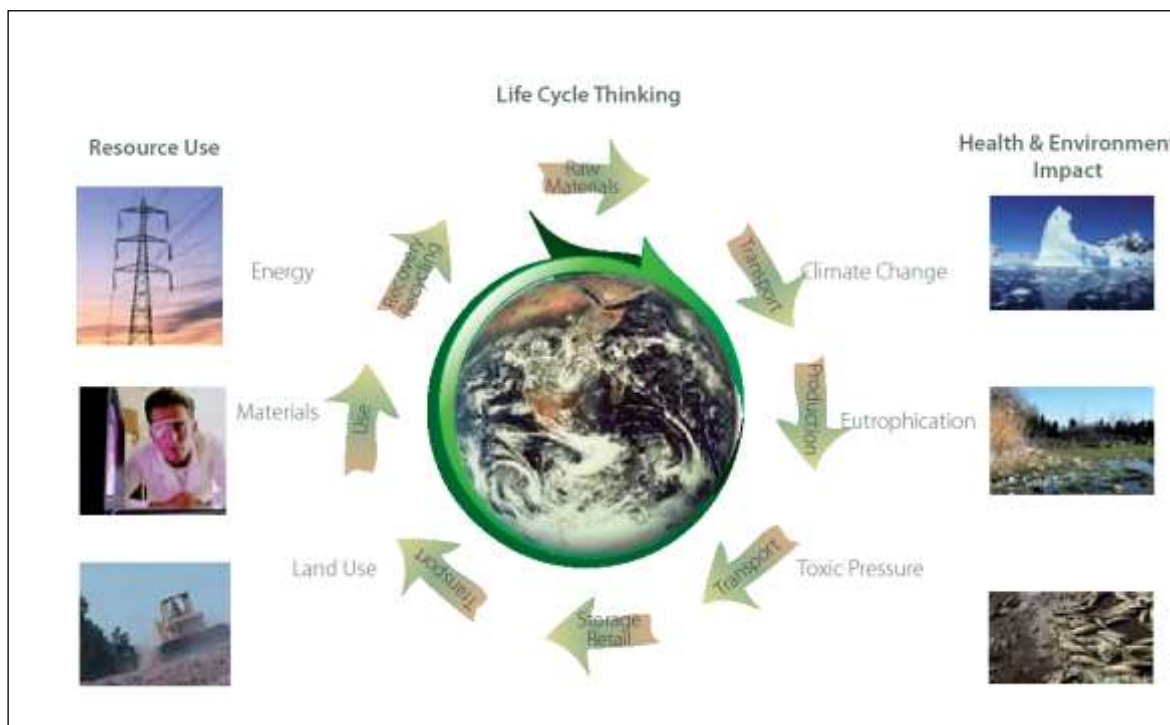 Life Cycle Thinking
Resource Use
Health & Environment
Impact
Raw
Materials
Transport
Production
Transport
Storage
Retail
Transport
Use
Recovery
Recycling
Energy
Materials
Land Use
Climate Change
Eutrophication
Toxic Pressure